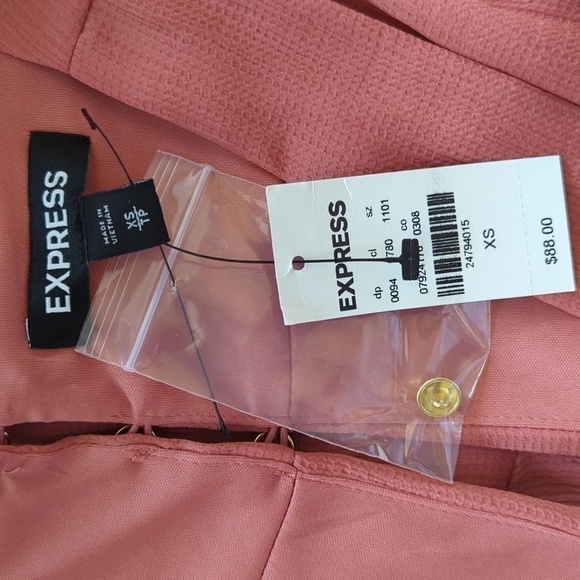 EXPRESS
MADE IN
VIETNAM
XS
TP
EXPRESS
dp cl sz
0094 780 1101
co
0308
24794015
XS
$88.00